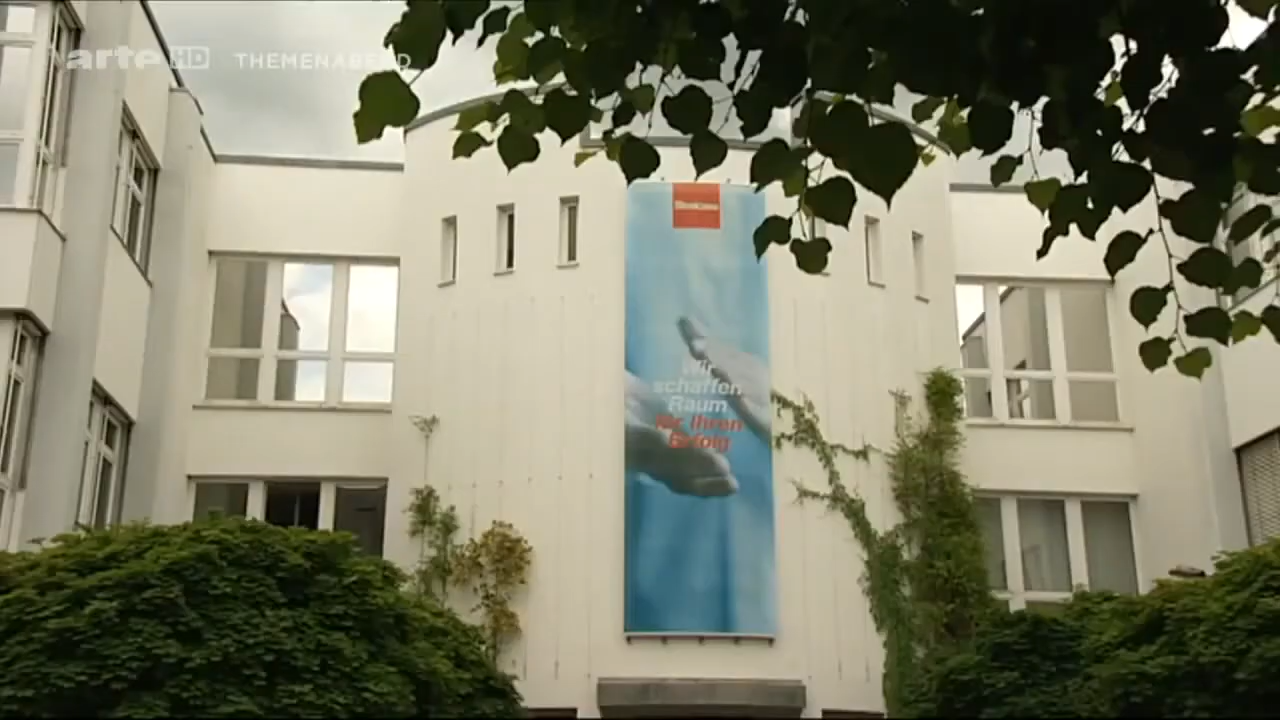 arte HD THEMENABEND
Wir
schaffen
Raum
für Ihren
Erfolg